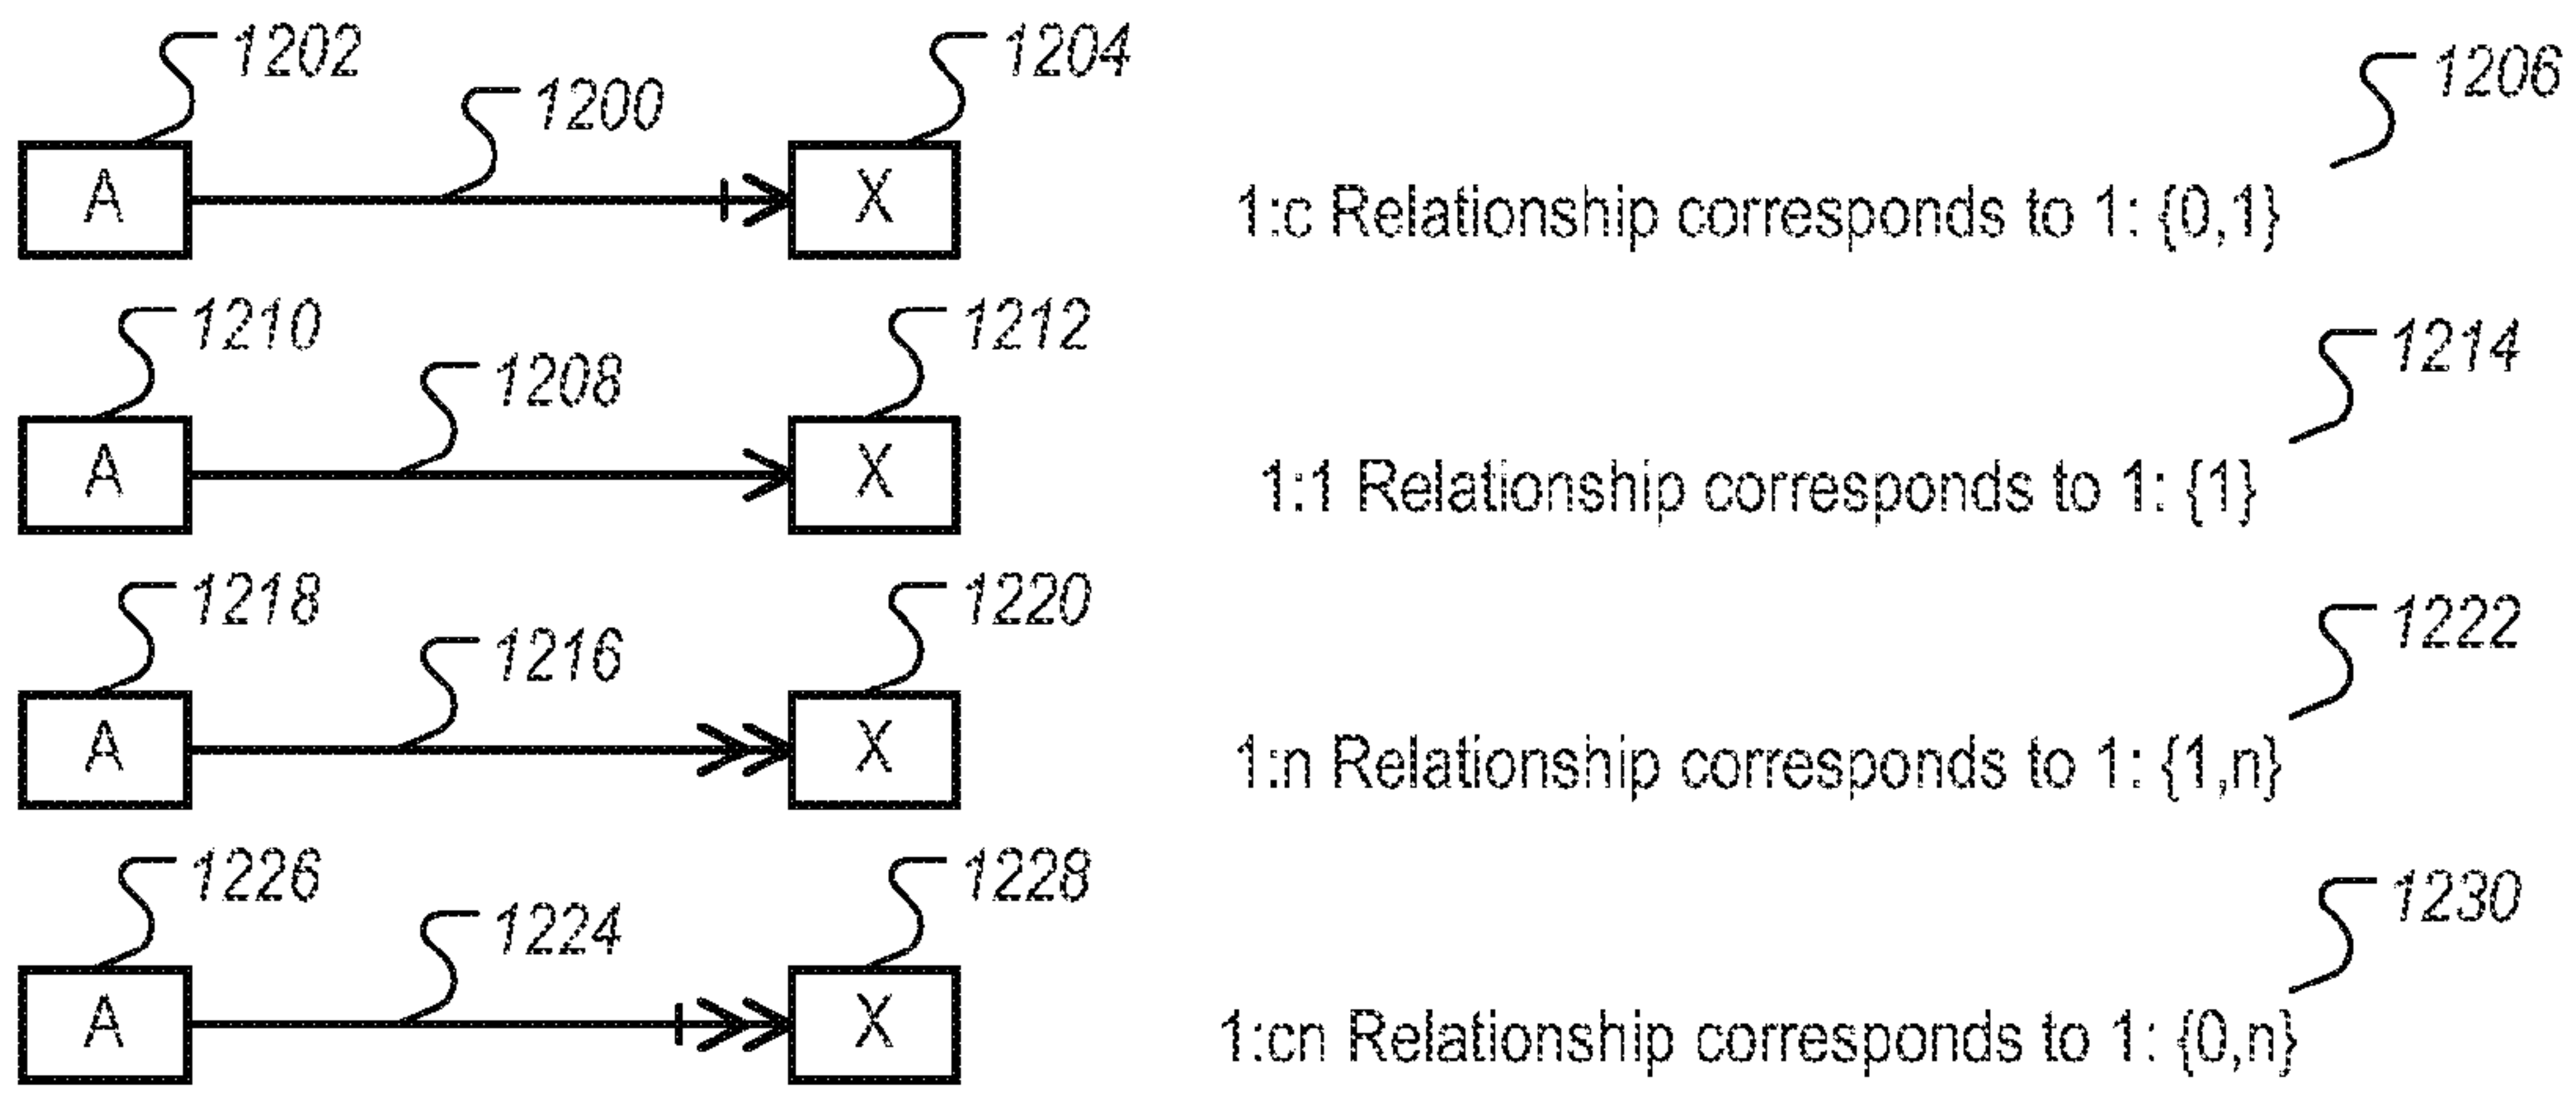 1202
1204
1206
1200
A
X
1:c Relationship corresponds to 1: {0,1}
1210
1212
1214
1208
A
X
1:1 Relationship corresponds to 1: {1}
1218
1220
1222
1216
A
X
1:n Relationship corresponds to 1: {1,n}
1226
1228
1230
1224
A
X
1:cn Relationship corresponds to 1: {0,n}